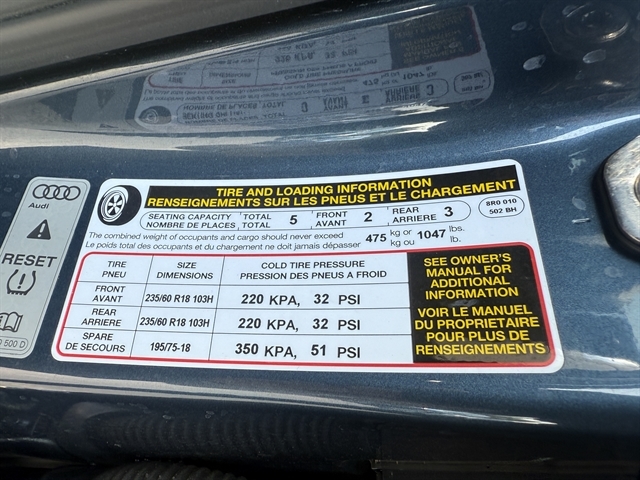 Audi
RESET
500 D
TIRE AND LOADING INFORMATION
RENSEIGNEMENTS SUR LES PNEUS ET LE CHARGEMENT
SEATING CAPACITY TOTAL 5 FRONT 2 REAR 3
NOMBRE DE PLACES TOTAL AVANT ARRIERE
8R0 010
502 BH
The combined weight of occupants and cargo should never exceed 475 kg or 1047 lbs.
Le poids total des occupants et du chargement ne doit jamais dépasser kg ou lb.
TIRE SIZE COLD TIRE PRESSURE
PNEU DIMENSIONS PRESSION DES PNEUS A FROID
FRONT
AVANT 235/60 R18 103H 220 KPA, 32 PSI
REAR
ARRIERE 235/60 R18 103H 220 KPA, 32 PSI
SPARE
DE SECOURS 195/75-18 350 KPA, 51 PSI
SEE OWNER'S
MANUAL FOR
ADDITIONAL
INFORMATION
VOIR LE MANUEL
DU PROPRIETAIRE
POUR PLUS DE
RENSEIGNEMENTS